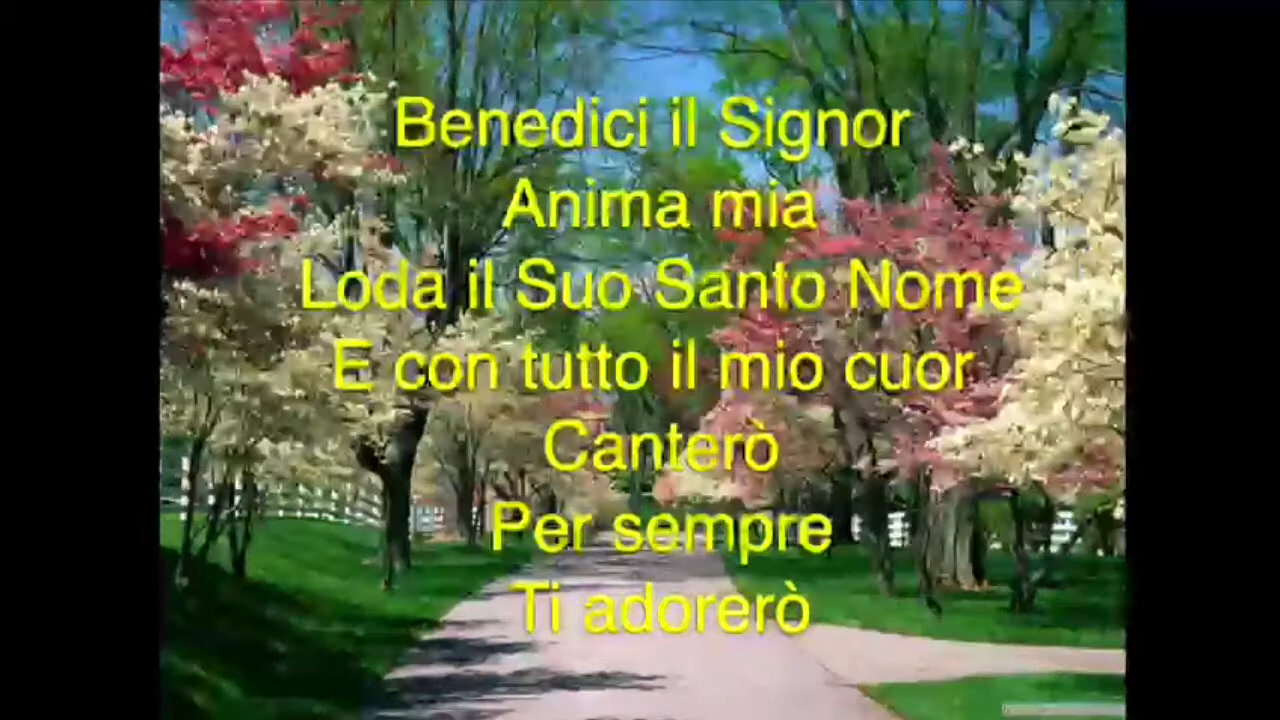 Benedici il Signor
Anima mia
Loda il Suo Santo Nome
E con tutto il mio cuor
Canterò
Per sempre
Ti adorerò